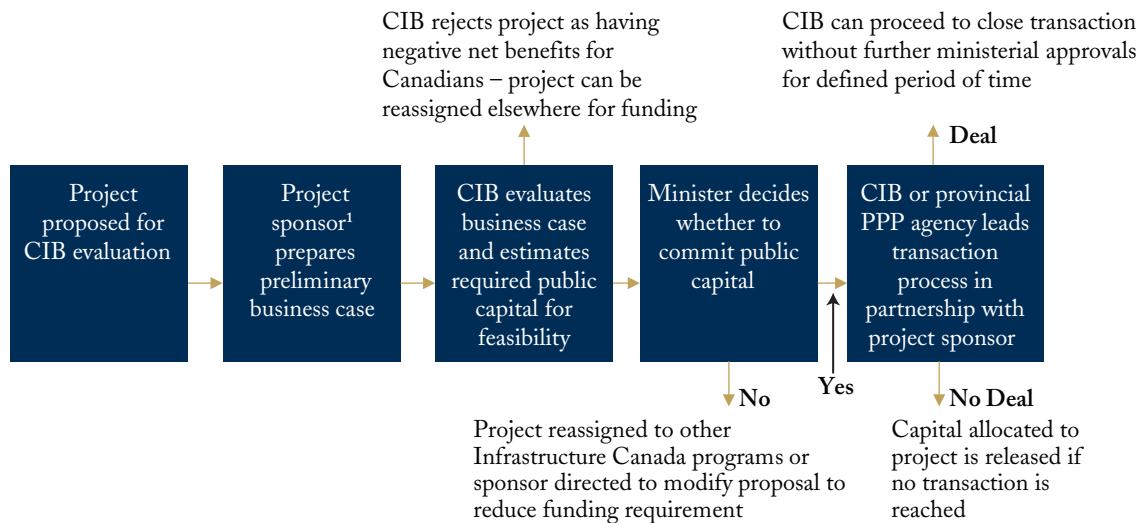 CIB rejects project as having
negative net benefits for
Canadians – project can be
reassigned elsewhere for funding
CIB can proceed to close transaction
without further ministerial approvals
for defined period of time
Deal
Project
proposed for
CIB evaluation
Project
sponsor¹
prepares
preliminary
business case
CIB evaluates
business case
and estimates
required public
capital for
feasibility
Minister decides
whether to
commit public
capital
CIB or provincial
PPP agency leads
transaction
process in
partnership with
project sponsor
No
Yes
No Deal
Project reassigned to other
Infrastructure Canada programs or
sponsor directed to modify proposal to
reduce funding requirement
Capital allocated to
project is released if
no transaction is
reached